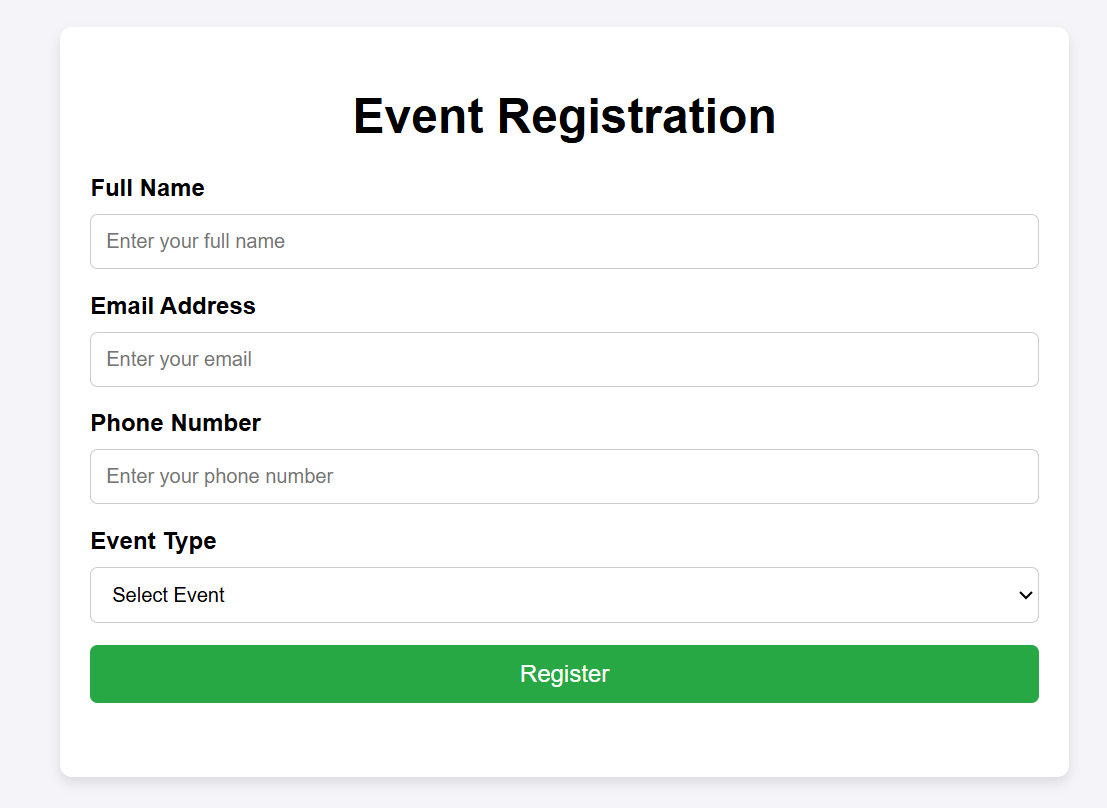 Event Registration
Full Name
Enter your full name
Email Address
Enter your email
Phone Number
Enter your phone number
Event Type
Select Event
Register